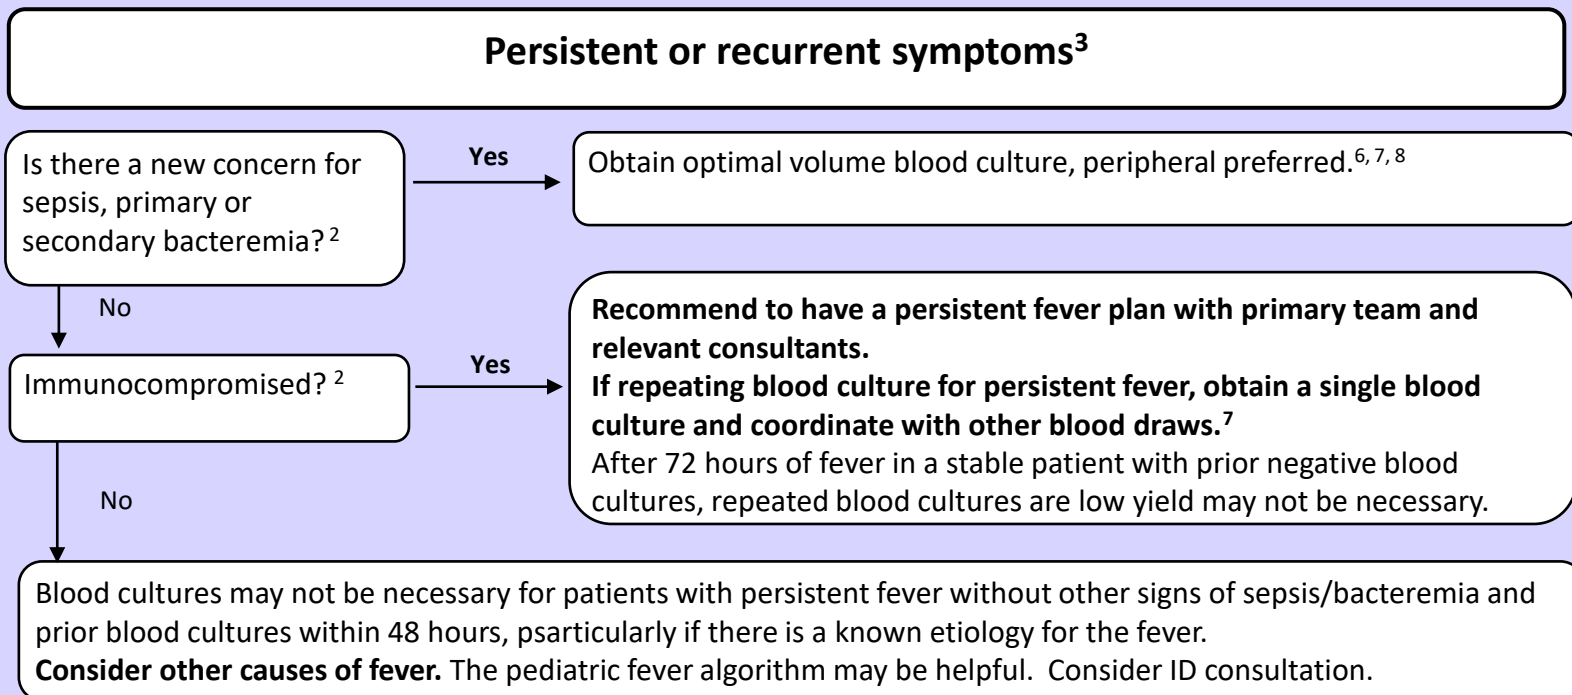 Persistent or recurrent symptoms³
Is there a new concern for
sepsis, primary or
secondary bacteremia? ²
Yes
Obtain optimal volume blood culture, peripheral preferred.⁶, ⁷, ⁸
No
Immunocompromised? ²
Yes
Recommend to have a persistent fever plan with primary team and
relevant consultants.
If repeating blood culture for persistent fever, obtain a single blood
culture and coordinate with other blood draws.⁷
After 72 hours of fever in a stable patient with prior negative blood
cultures, repeated blood cultures are low yield may not be necessary.
No
Blood cultures may not be necessary for patients with persistent fever without other signs of sepsis/bacteremia and
prior blood cultures within 48 hours, psarticularly if there is a known etiology for the fever.
Consider other causes of fever. The pediatric fever algorithm may be helpful.  Consider ID consultation.